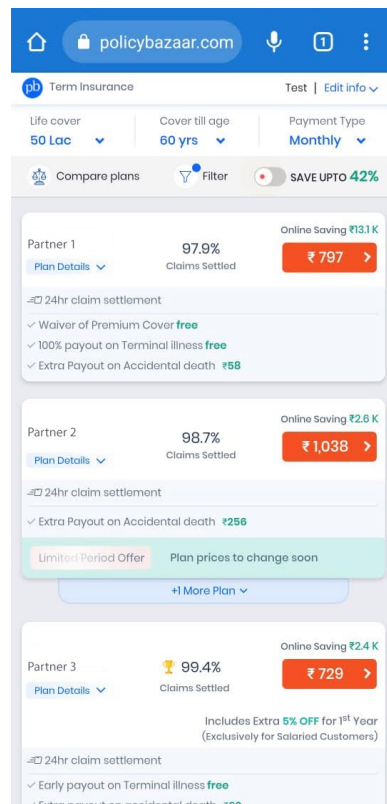 policybazaar.com 1
pb Term Insurance Test | Edit info
Life cover Cover till age Payment Type
50 Lac 60 yrs Monthly
Compare plans Filter SAVE UPTO 42%
Online Saving ₹13.1 K
Partner 1 97.9% ₹ 797
Plan Details Claims Settled
24hr claim settlement
Waiver of Premium Cover free
100% payout on Terminal illness free
Extra Payout on Accidental death ₹58
Online Saving ₹2.6 K
Partner 2 98.7% ₹ 1,038
Plan Details Claims Settled
24hr claim settlement
Extra Payout on Accidental death ₹256
Limited Period Offer Plan prices to change soon
+1 More Plan
Online Saving ₹2.4 K
Partner 3 99.4% ₹ 729
Plan Details Claims Settled
Includes Extra 5% OFF for 1st Year
(Exclusively for Salaried Customers)
24hr claim settlement
Early payout on Terminal illness free
Extra payout on accidental death